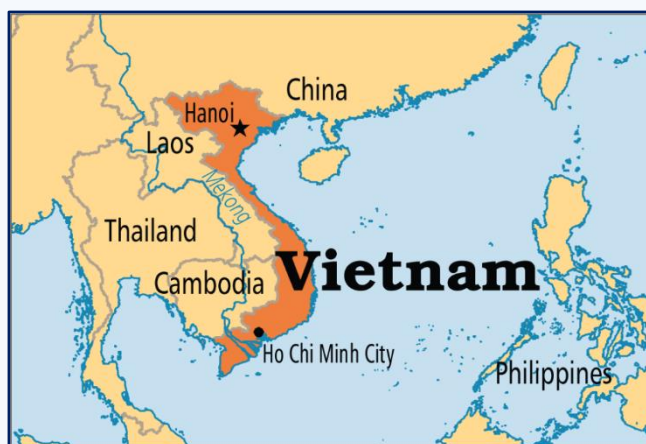 China
Hanoi
Laos
Mekong
Thailand
Vietnam
Cambodia
Ho Chi Minh City
Philippines